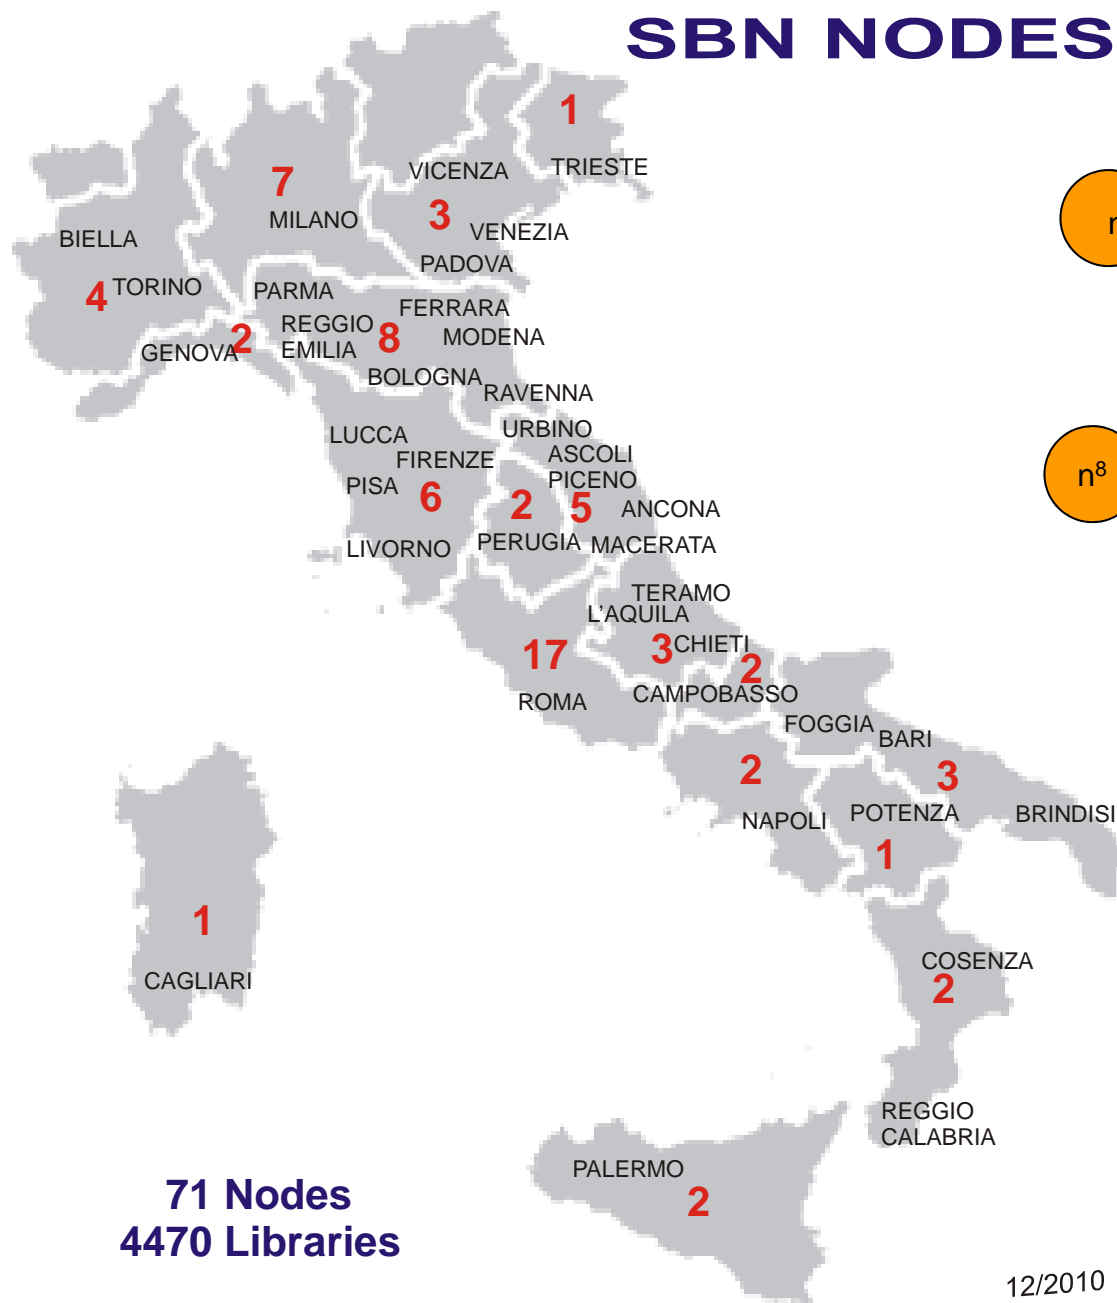 SBN NODES
1
TRIESTE
VICENZA
7
MILANO
3
VENEZIA
PADOVA
BIELLA
4 TORINO
PARMA
FERRARA
REGGIO
EMILIA
8
MODENA
2
GENOVA
BOLOGNA
RAVENNA
URBINO
LUCCA
FIRENZE
ASCOLI
PICENO
PISA
6
2
5
ANCONA
LIVORNO
PERUGIA
MACERATA
TERAMO
L'AQUILA
17
3 CHIETI
2
ROMA
CAMPOBASSO
FOGGIA
BARI
2
3
NAPOLI
POTENZA
BRINDISI
1
1
CAGLIARI
COSENZA
2
REGGIO
CALABRIA
PALERMO
2
n⁸
71 Nodes
4470 Libraries
12/2010